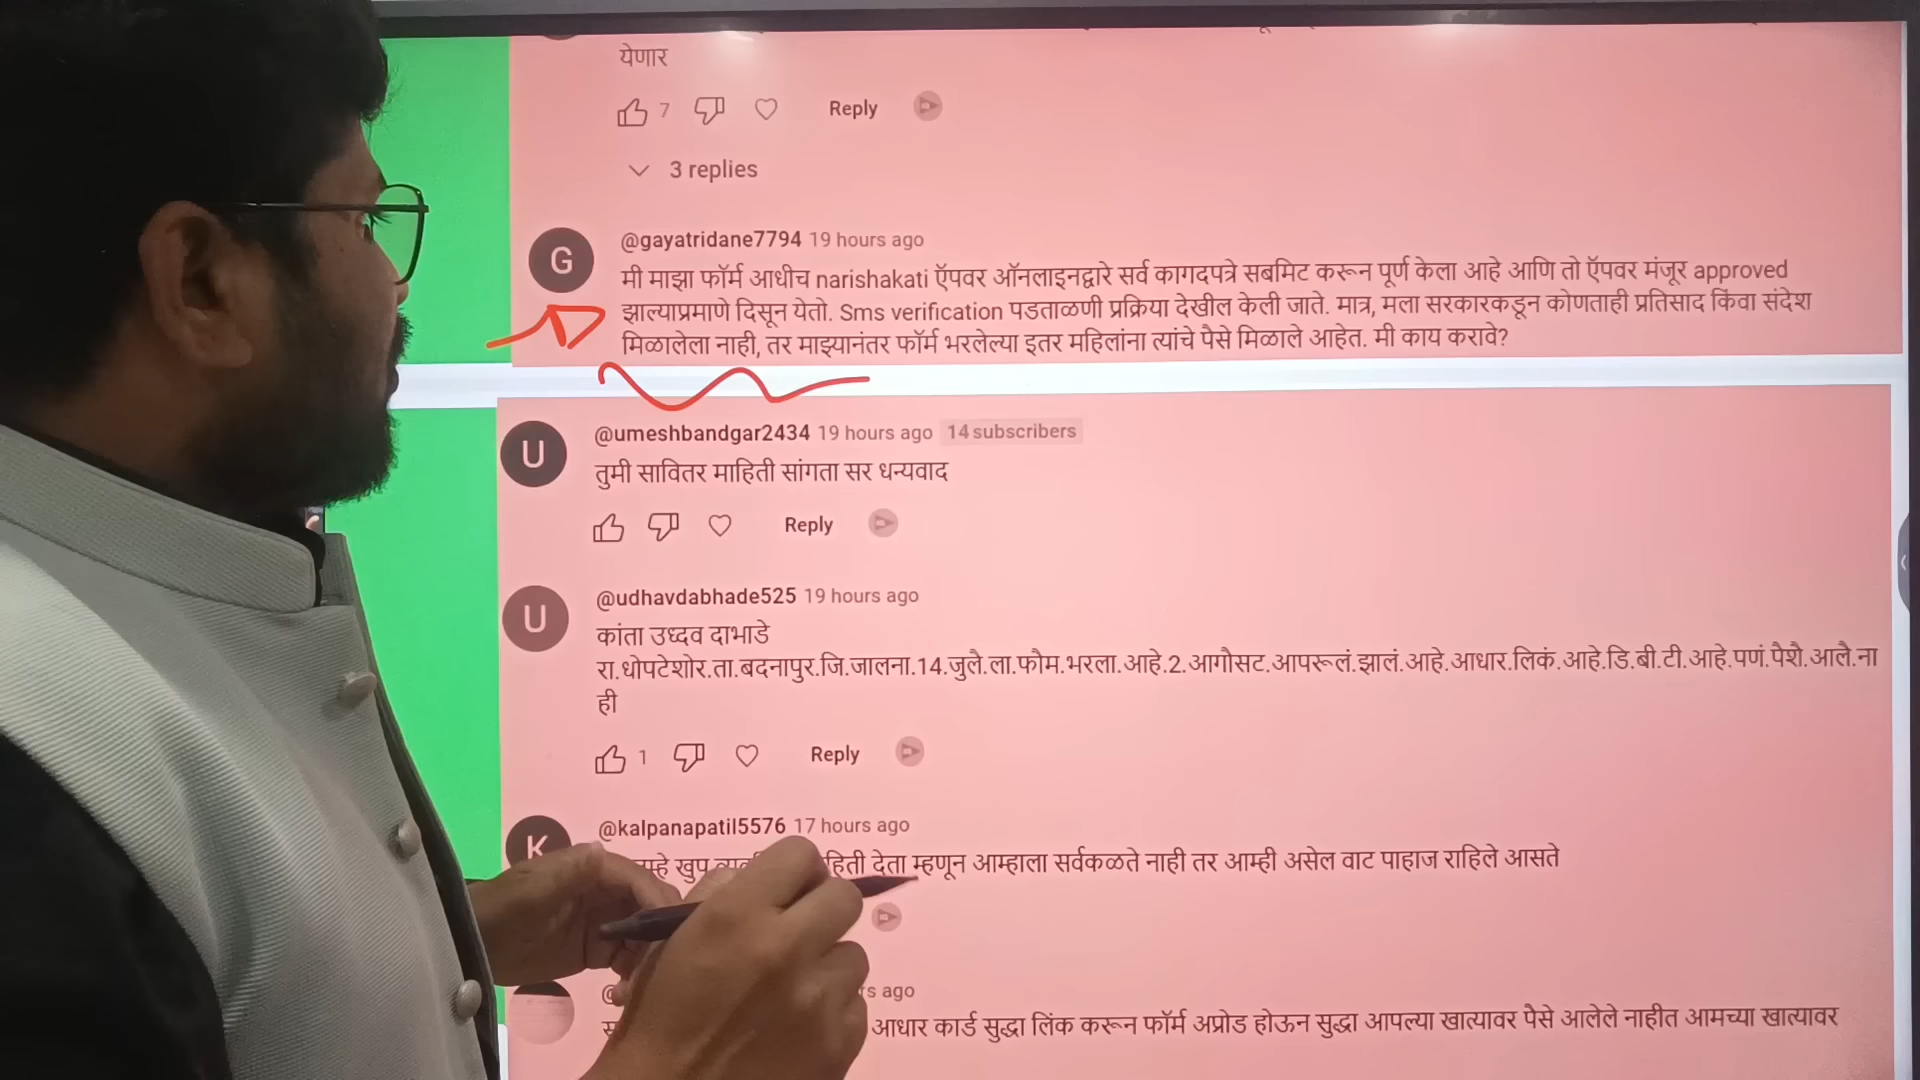 येणार
7 Reply
3 replies
G
@gayatridane7794 19 hours ago
मी माझा फॉर्म आधीच narishakati ऍपवर ऑनलाइनद्वारे सर्व कागदपत्रे सबमिट करून पूर्ण केला आहे आणि तो ऍपवर मंजूर approved
झाल्याप्रमाणे दिसून येतो. Sms verification पडताळणी प्रक्रिया देखील केली जाते. मात्र, मला सरकारकडून कोणताही प्रतिसाद किंवा संदेश
मिळालेला नाही, तर माझ्यानंतर फॉर्म भरलेल्या इतर महिलांना त्यांचे पैसे मिळाले आहेत. मी काय करावे?
U
@umeshbandgar2434 19 hours ago 14 subscribers
तुमी सावितर माहिती सांगता सर धन्यवाद
Reply
U
@udhavdabhade525 19 hours ago
कांता उध्दव दाभाडे
रा.धोपटेशोर.ता.बदनापुर.जि.जालना.14.जुलै.ला.फौम.भरला.आहे.2.आगौसट.आपरूलं.झालं.आहे.आधार.लिकं.आहे.डि.बी.टी.आहे.पणं.पैशै.आलै.ना
ही
1 Reply
K
@kalpanapatil5576 17 hours ago
खुप देता म्हणून आम्हाला सर्वकळते नाही तर आम्ही असेल वाट पाहाज राहिले आसते
@ ago
आधार कार्ड सुद्धा लिंक करून फॉर्म अप्रोड होऊन सुद्धा आपल्या खात्यावर पैसे आलेले नाहीत आमच्या खात्यावर